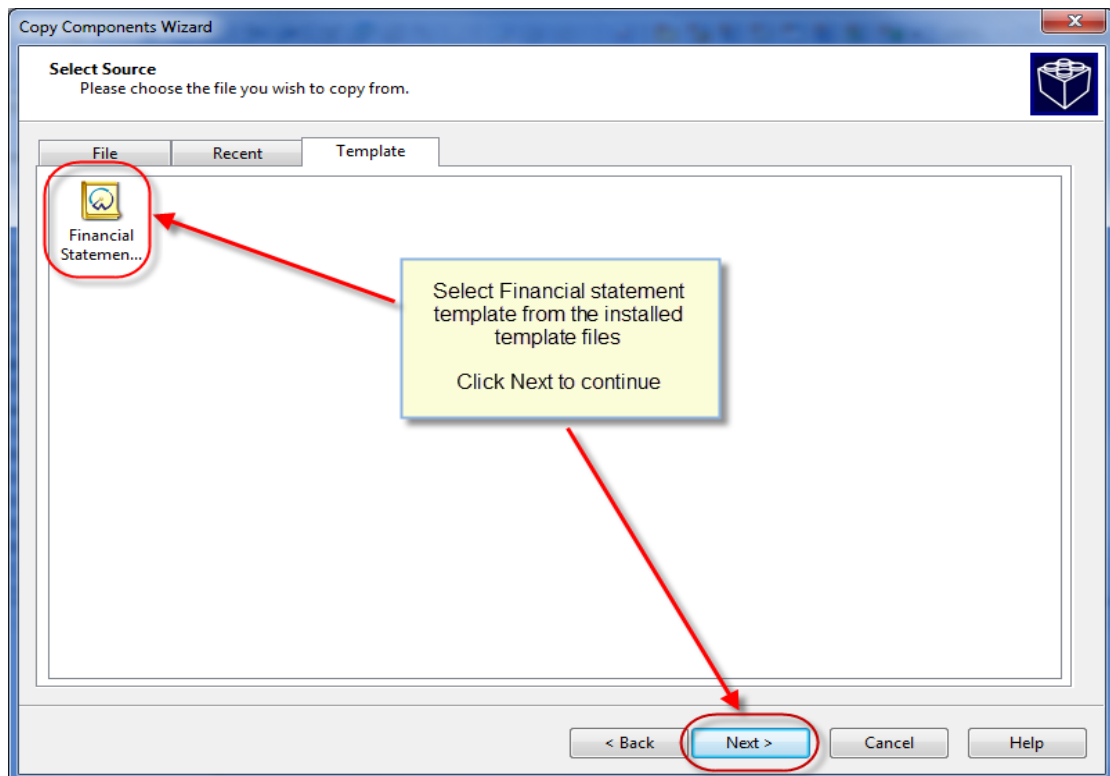 Copy Components Wizard
Select Source
Please choose the file you wish to copy from.
File
Recent
Template
Financial
Statemen...
Select Financial statement
template from the installed
template files
Click Next to continue
< Back
Next >
Cancel
Help